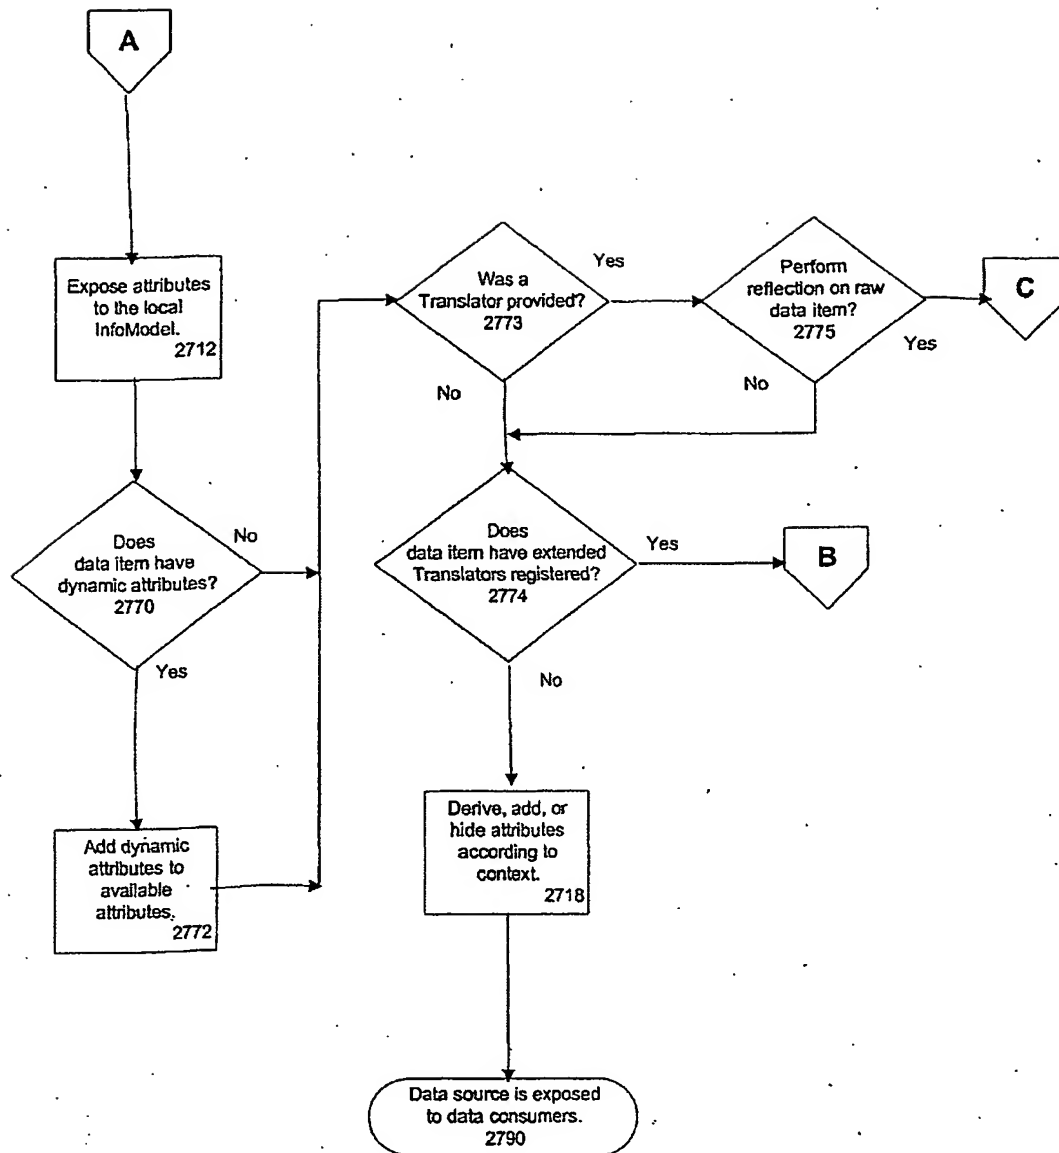 A
Expose attributes
to the local
InfoModel.
2712
Does
data item have
dynamic attributes?
2770
No
Yes
Add dynamic
attributes to
available
attributes.
2772
Was a
Translator provided?
2773
Yes
No
Perform
reflection on raw
data item?
2775
Yes
No
C
Does
data item have extended
Translators registered?
2774
Yes
B
No
Derive, add, or
hide attributes
according to
context.
2718
Data source is exposed
to data consumers.
2790